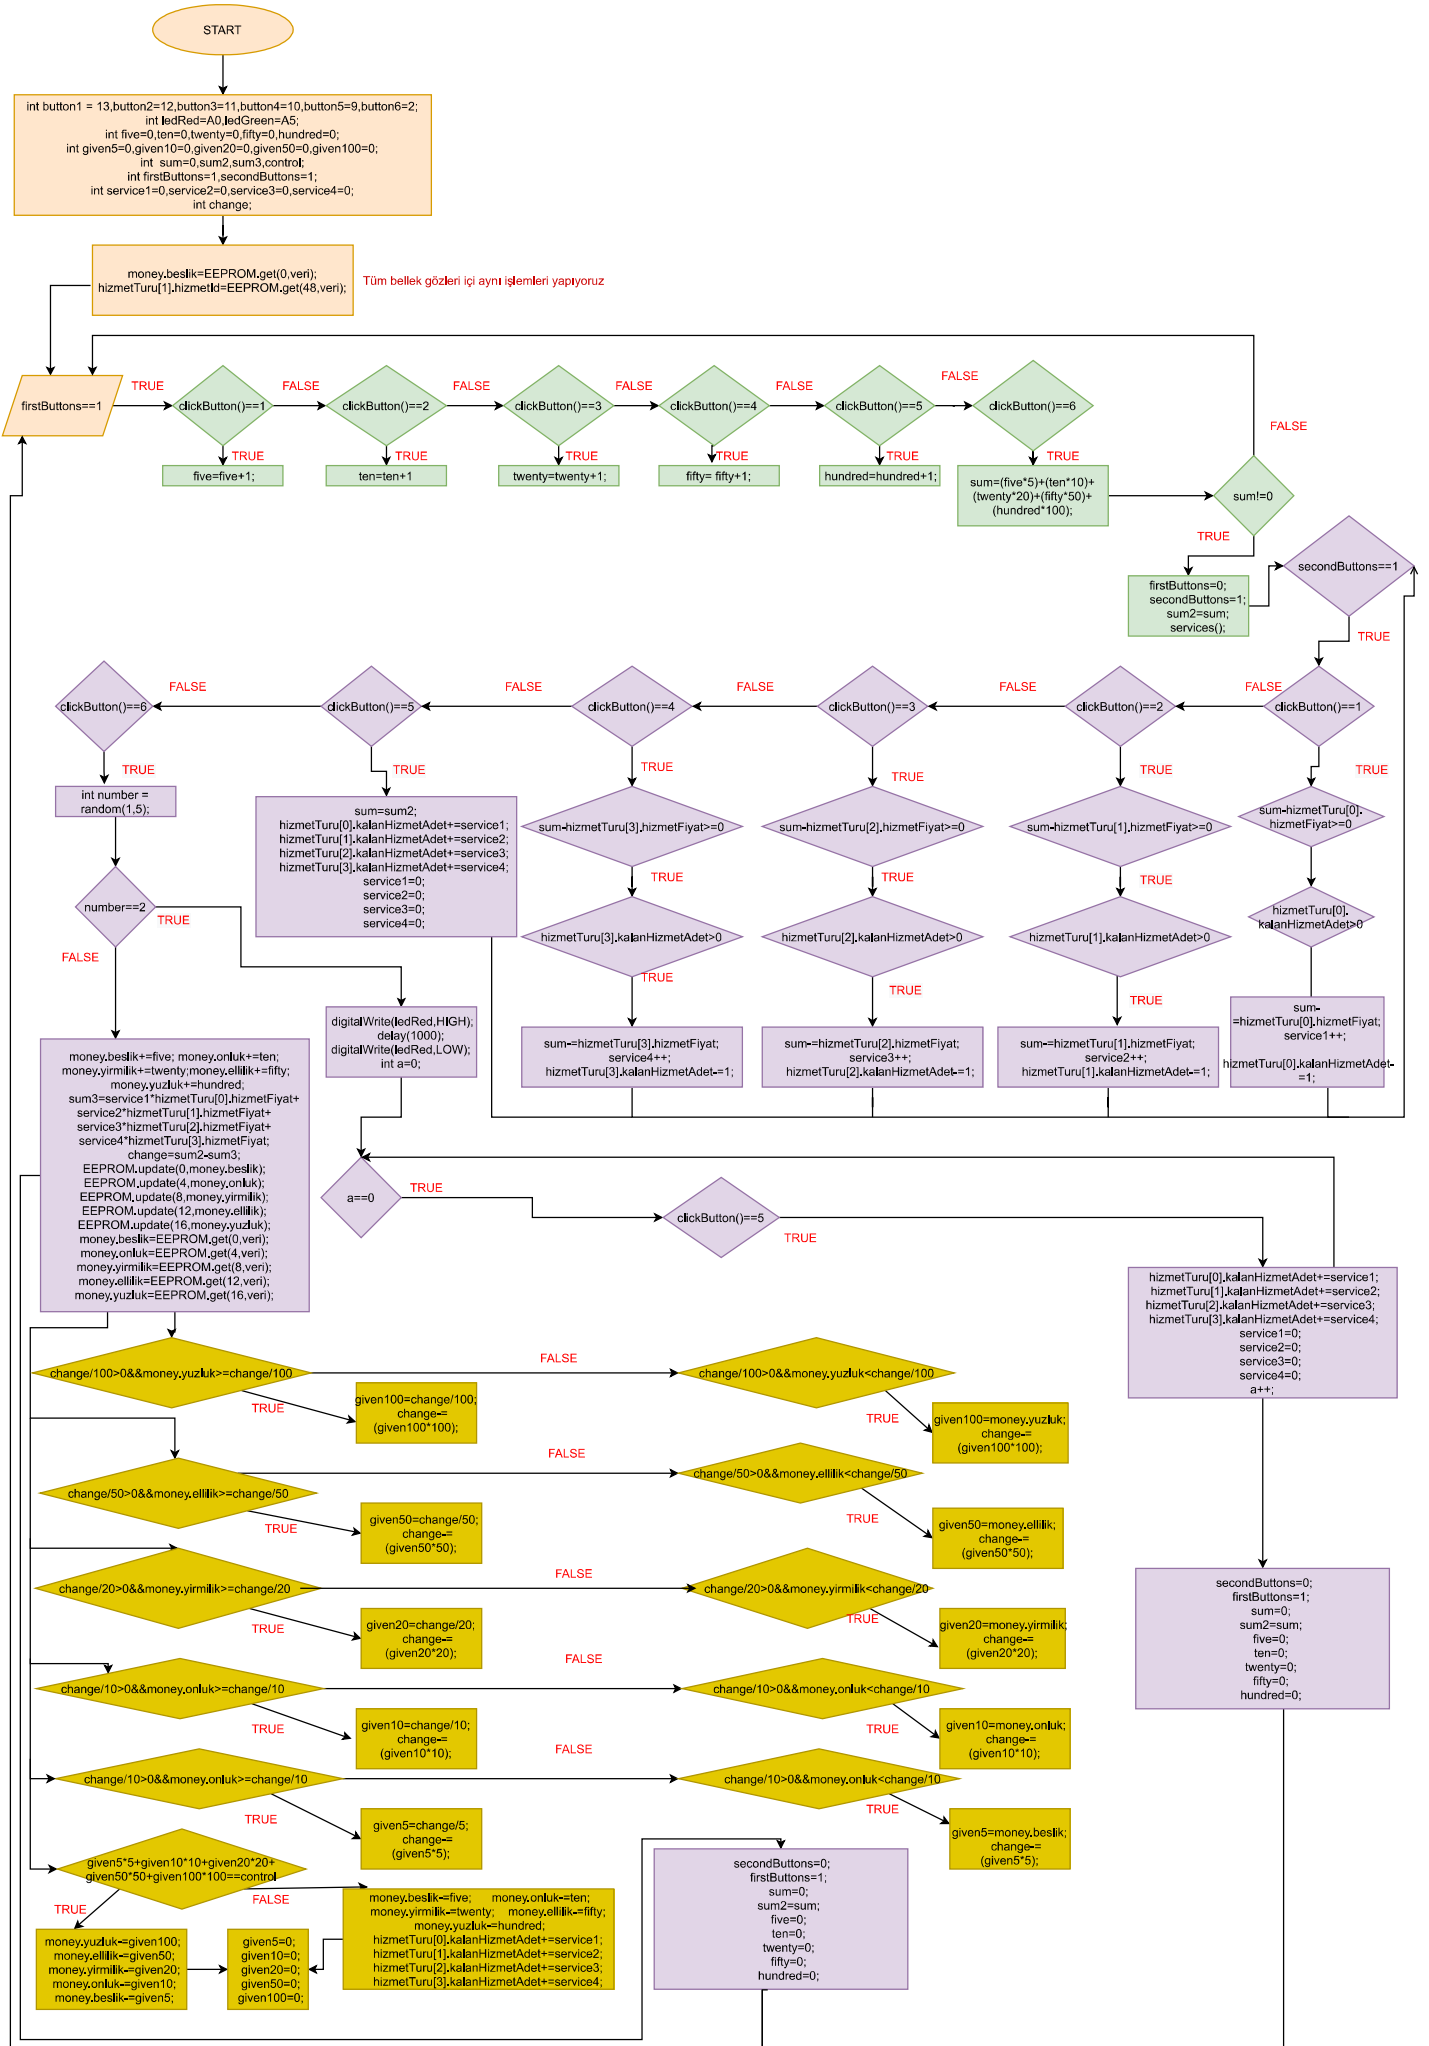 START
int button1 = 13,button2=12,button3=11,button4=10,button5=9,button6=2;
int ledRed=A0,ledGreen=A5;
int five=0,ten=0,twenty=0,fifty=0,hundred=0;
int given5=0,given10=0,given20=0,given50=0,given100=0;
int sum=0,sum2,sum3,control;
int firstButtons=1,secondButtons=1;
int service1=0,service2=0,service3=0,service4=0;
int change;
money.beslik=EEPROM.get(0,veri);
hizmetTuru[1].hizmetId=EEPROM.get(48,veri);
Tüm bellek gözleri içi aynı işlemleri yapıyoruz
firstButtons==1
TRUE
clickButton()==1
FALSE
clickButton()==2
FALSE
clickButton()==3
FALSE
clickButton()==4
FALSE
clickButton()==5
FALSE
clickButton()==6
TRUE
five=five+1;
TRUE
ten=ten+1
TRUE
twenty=twenty+1;
TRUE
fifty= fifty+1;
TRUE
hundred=hundred+1;
TRUE
sum=(five*5)+(ten*10)+
(twenty*20)+(fifty*50)+
(hundred*100);
FALSE
sum!=0
TRUE
firstButtons=0;
secondButtons=1;
sum2=sum;
services();
secondButtons==1
TRUE
clickButton()==1
FALSE
clickButton()==2
FALSE
clickButton()==3
FALSE
clickButton()==4
FALSE
clickButton()==5
FALSE
clickButton()==6
TRUE
sum-hizmetTuru[0].
hizmetFiyat>=0
hizmetTuru[0].
kalanHizmetAdet>0
sum-
=hizmetTuru[0].hizmetFiyat;
service1++;
hizmetTuru[0].kalanHizmetAdet-
=1;
TRUE
sum-hizmetTuru[1].hizmetFiyat>=0
TRUE
hizmetTuru[1].kalanHizmetAdet>0
TRUE
sum-=hizmetTuru[1].hizmetFiyat;
service2++;
hizmetTuru[1].kalanHizmetAdet-=1;
TRUE
sum-hizmetTuru[2].hizmetFiyat>=0
TRUE
hizmetTuru[2].kalanHizmetAdet>0
TRUE
sum-=hizmetTuru[2].hizmetFiyat;
service3++;
hizmetTuru[2].kalanHizmetAdet-=1;
TRUE
sum-hizmetTuru[3].hizmetFiyat>=0
TRUE
hizmetTuru[3].kalanHizmetAdet>0
TRUE
sum-=hizmetTuru[3].hizmetFiyat;
service4++;
hizmetTuru[3].kalanHizmetAdet-=1;
TRUE
sum=sum2;
hizmetTuru[0].kalanHizmetAdet+=service1;
hizmetTuru[1].kalanHizmetAdet+=service2;
hizmetTuru[2].kalanHizmetAdet+=service3;
hizmetTuru[3].kalanHizmetAdet+=service4;
service1=0;
service2=0;
service3=0;
service4=0;
TRUE
int number =
random(1,5);
number==2
TRUE
FALSE
digitalWrite(ledRed,HIGH);
delay(1000);
digitalWrite(ledRed,LOW);
int a=0;
a==0
TRUE
clickButton()==5
TRUE
hizmetTuru[0].kalanHizmetAdet+=service1;
hizmetTuru[1].kalanHizmetAdet+=service2;
hizmetTuru[2].kalanHizmetAdet+=service3;
hizmetTuru[3].kalanHizmetAdet+=service4;
service1=0;
service2=0;
service3=0;
service4=0;
a++;
secondButtons=0;
firstButtons=1;
sum=0;
sum2=sum;
five=0;
ten=0;
twenty=0;
fifty=0;
hundred=0;
money.beslik+=five; money.onluk+=ten;
money.yirmilik+=twenty;money.ellilik+=fifty;
money.yuzluk+=hundred;
sum3=service1*hizmetTuru[0].hizmetFiyat+
service2*hizmetTuru[1].hizmetFiyat+
service3*hizmetTuru[2].hizmetFiyat+
service4*hizmetTuru[3].hizmetFiyat;
change=sum2-sum3;
EEPROM.update(0,money.beslik);
EEPROM.update(4,money.onluk);
EEPROM.update(8,money.yirmilik);
EEPROM.update(12,money.ellilik);
EEPROM.update(16,money.yuzluk);
money.beslik=EEPROM.get(0,veri);
money.onluk=EEPROM.get(4,veri);
money.yirmilik=EEPROM.get(8,veri);
money.ellilik=EEPROM.get(12,veri);
money.yuzluk=EEPROM.get(16,veri);
change/100>0&&money.yuzluk>=change/100
FALSE
change/100>0&&money.yuzluk<change/100
TRUE
given100=change/100;
change-=
(given100*100);
TRUE
given100=money.yuzluk;
change-=
(given100*100);
change/50>0&&money.ellilik>=change/50
FALSE
change/50>0&&money.ellilik<change/50
TRUE
given50=change/50;
change-=
(given50*50);
TRUE
given50=money.ellilik;
change-=
(given50*50);
change/20>0&&money.yirmilik>=change/20
FALSE
change/20>0&&money.yirmilik<change/20
TRUE
given20=change/20;
change-=
(given20*20);
TRUE
given20=money.yirmilik;
change-=
(given20*20);
change/10>0&&money.onluk>=change/10
FALSE
change/10>0&&money.onluk<change/10
TRUE
given10=change/10;
change-=
(given10*10);
TRUE
given10=money.onluk;
change-=
(given10*10);
change/10>0&&money.onluk>=change/10
FALSE
change/10>0&&money.onluk<change/10
TRUE
given5=change/5;
change-=
(given5*5);
TRUE
given5=money.beslik;
change-=
(given5*5);
given5*5+given10*10+given20*20+
given50*50+given100*100==control
TRUE
FALSE
money.yuzluk-=given100;
money.ellilik-=given50;
money.yirmilik-=given20;
money.onluk-=given10;
money.beslik-=given5;
given5=0;
given10=0;
given20=0;
given50=0;
given100=0;
money.beslik-=five; money.onluk-=ten;
money.yirmilik-=twenty; money.ellilik-=fifty;
money.yuzluk-=hundred;
hizmetTuru[0].kalanHizmetAdet+=service1;
hizmetTuru[1].kalanHizmetAdet+=service2;
hizmetTuru[2].kalanHizmetAdet+=service3;
hizmetTuru[3].kalanHizmetAdet+=service4;
secondButtons=0;
firstButtons=1;
sum=0;
sum2=sum;
five=0;
ten=0;
twenty=0;
fifty=0;
hundred=0;